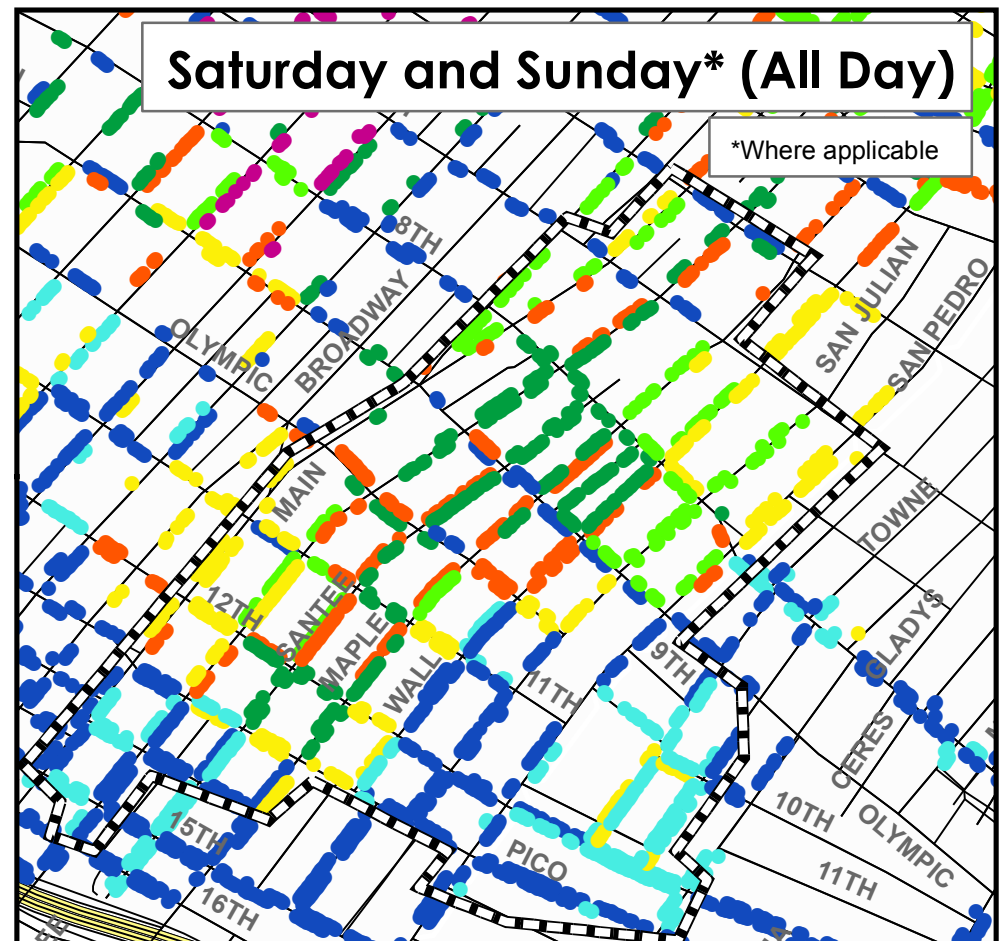 Saturday and Sunday* (All Day)
*Where applicable
8TH
SAN JULIAN
SAN PEDRO
BROADWAY
OLYMPIC
MAIN
TOWNE
12TH
SANTEE
MAPLE
WALL
11TH
9TH
GLADYS
CERES
10TH
OLYMPIC
15TH
PICO
11TH
16TH